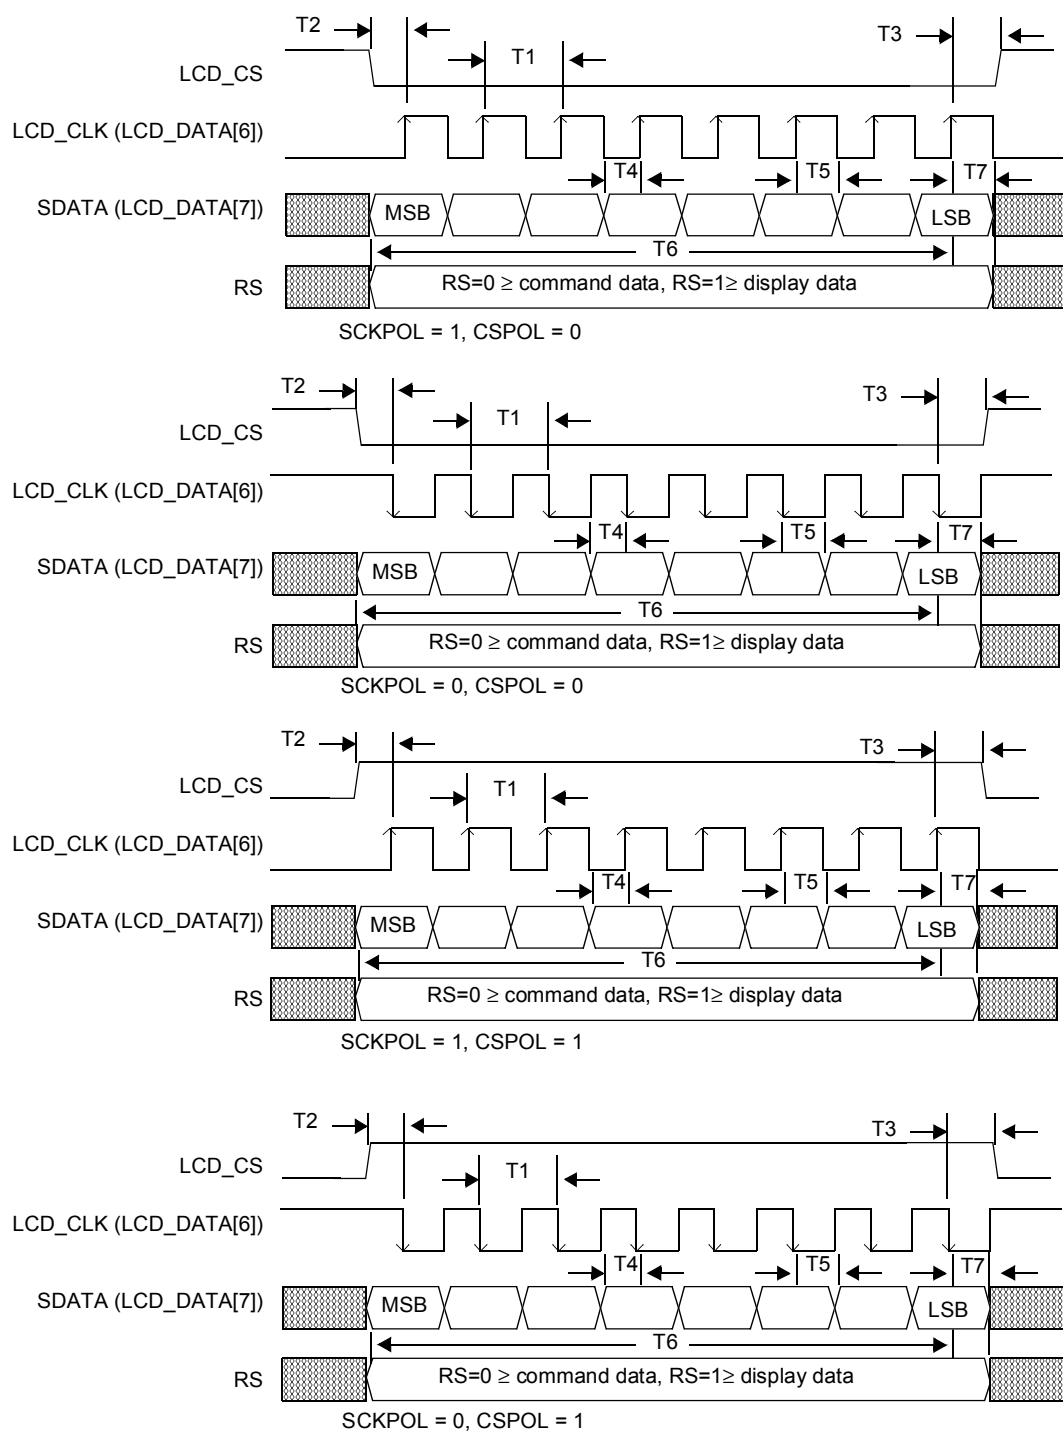 T2
T3
T1
LCD_CS
LCD_CLK (LCD_DATA[6])
T4
T5
T7
SDATA (LCD_DATA[7])
MSB
LSB
T6
RS
RS=0 ≥ command data, RS=1≥ display data
SCKPOL = 1, CSPOL = 0
T2
T3
T1
LCD_CS
LCD_CLK (LCD_DATA[6])
T4
T5
T7
SDATA (LCD_DATA[7])
MSB
LSB
T6
RS
RS=0 ≥ command data, RS=1≥ display data
SCKPOL = 0, CSPOL = 0
T2
T3
LCD_CS
T1
LCD_CLK (LCD_DATA[6])
T4
T5
T7
SDATA (LCD_DATA[7])
MSB
LSB
T6
RS
RS=0 ≥ command data, RS=1≥ display data
SCKPOL = 1, CSPOL = 1
T2
T3
LCD_CS
T1
LCD_CLK (LCD_DATA[6])
T4
T5
T7
SDATA (LCD_DATA[7])
MSB
LSB
T6
RS
RS=0 ≥ command data, RS=1≥ display data
SCKPOL = 0, CSPOL = 1